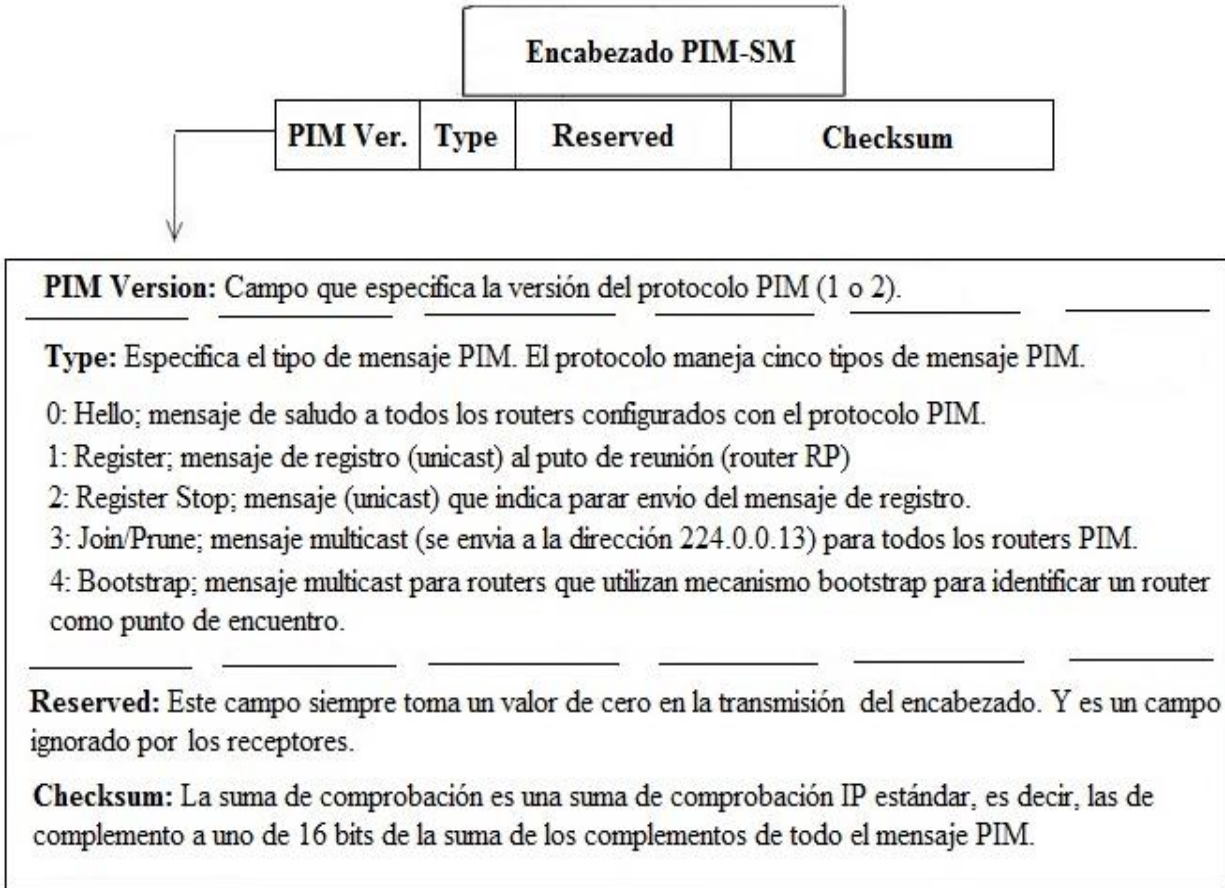 Encabezado PIM-SM
PIM Ver. Type Reserved Checksum
PIM Version: Campo que especifica la versión del protocolo PIM (1 o 2).
Type: Especifica el tipo de mensaje PIM. El protocolo maneja cinco tipos de mensaje PIM.
0: Hello; mensaje de saludo a todos los routers configurados con el protocolo PIM.
1: Register; mensaje de registro (unicast) al puto de reunión (router RP)
2: Register Stop; mensaje (unicast) que indica parar envio del mensaje de registro.
3: Join/Prune; mensaje multicast (se envia a la dirección 224.0.0.13) para todos los routers PIM.
4: Bootstrap; mensaje multicast para routers que utilizan mecanismo bootstrap para identificar un router
como punto de encuentro.
Reserved: Este campo siempre toma un valor de cero en la transmisión del encabezado. Y es un campo
ignorado por los receptores.
Checksum: La suma de comprobación es una suma de comprobación IP estándar, es decir, las de
complemento a uno de 16 bits de la suma de los complementos de todo el mensaje PIM.